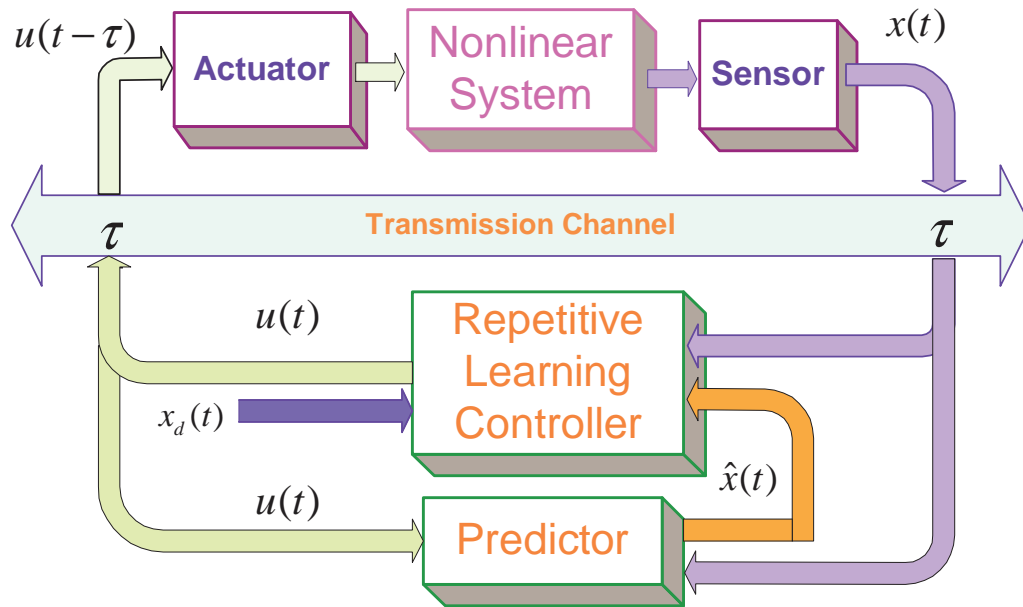 u(t−τ)
Actuator
Nonlinear
System
Sensor
x(t)
Transmission Channel
τ
τ
u(t)
Repetitive
Learning
Controller
x_d(t)
x̂(t)
u(t)
Predictor